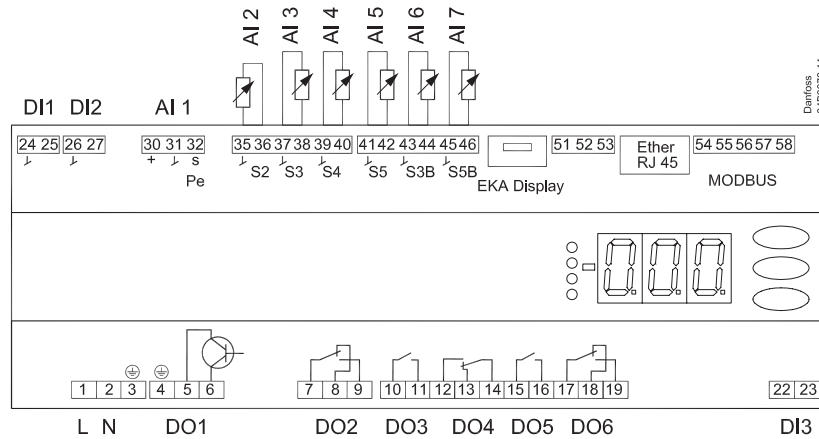 AI 2 AI 3 AI 4 AI 5 AI 6 AI 7
Danfoss
DI1 DI2 AI 1
24 25 26 27 30 31 32 35 36 37 38 39 40 41 42 43 44 45 46 51 52 53 54 55 56 57 58
Ether
RJ 45
+ s
Pe
S2 S3 S4 S5 S3B S5B
EKA Display
MODBUS
1 2 3 4 5 6 7 8 9 10 11 12 13 14 15 16 17 18 19 22 23
L N DO1 DO2 DO3 DO4 DO5 DO6 DI3